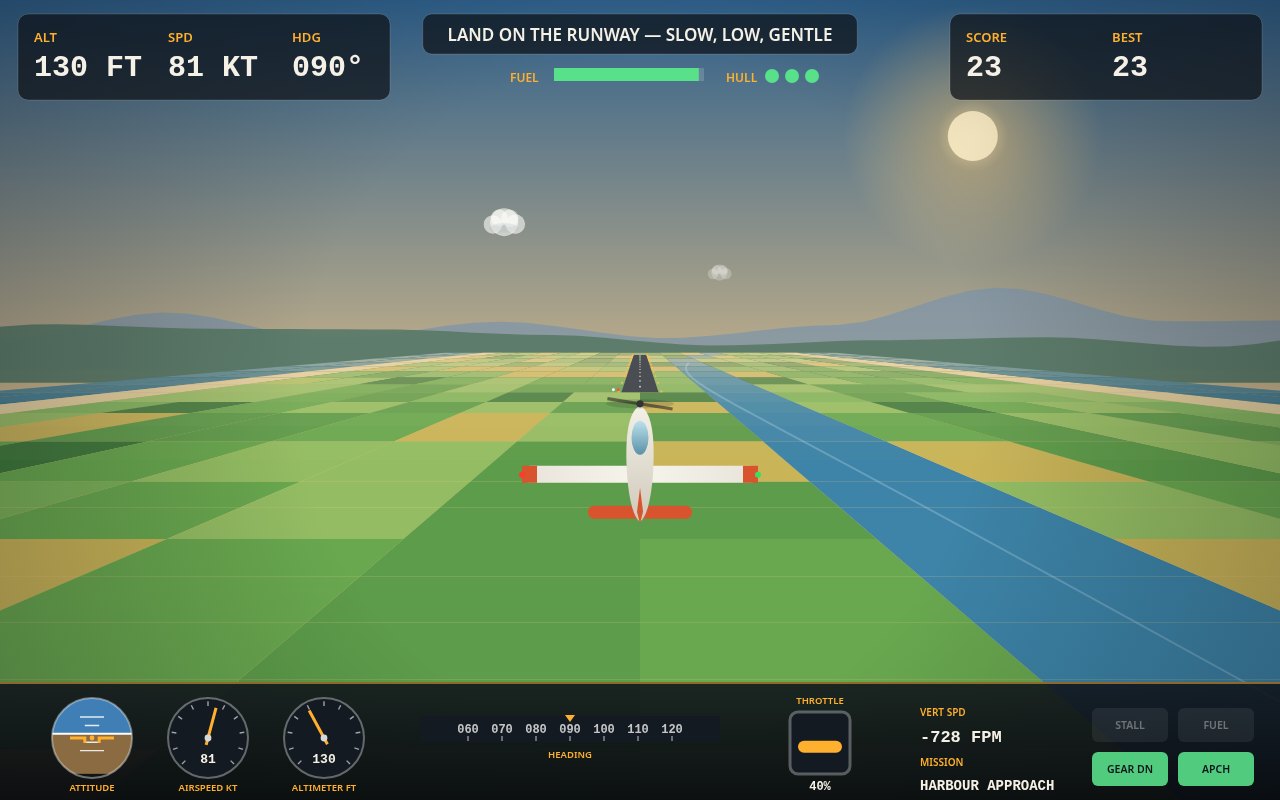 ALT SPD HDG
130 FT 81 KT 090°
LAND ON THE RUNWAY — SLOW, LOW, GENTLE
FUEL HULL
SCORE BEST
23 23
81
ATTITUDE AIRSPEED KT
130
ALTIMETER FT
060 070 080 090 100 110 120
HEADING
THROTTLE
40%
VERT SPD
-728 FPM
MISSION
HARBOUR APPROACH
STALL FUEL
GEAR DN APCH